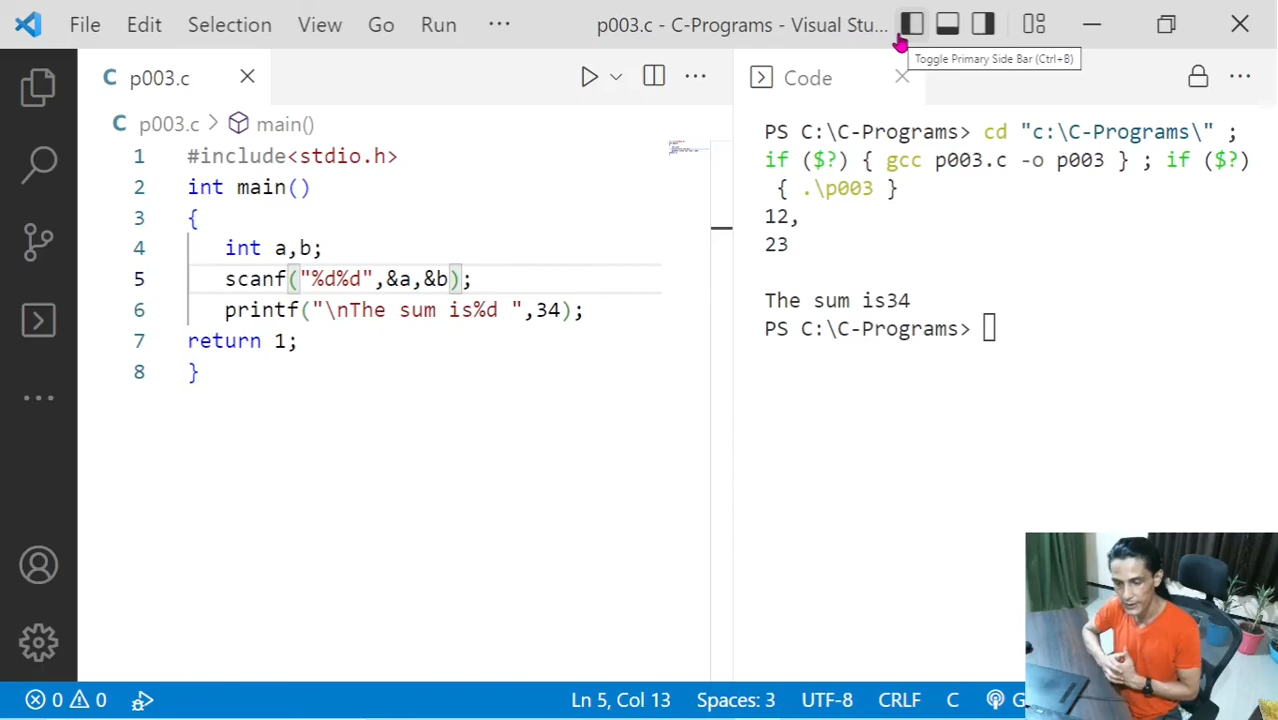 File Edit Selection View Go Run ··· p003.c - C-Programs - Visual Stu...
Toggle Primary Side Bar (Ctrl+B)
C p003.c
Code
C p003.c > main()
1 #include<stdio.h>
2 int main()
3 {
4 int a,b;
5 scanf("%d%d",&a,&b);
6 printf("\nThe sum is%d ",34);
7 return 1;
8 }
PS C:\C-Programs> cd "c:\C-Programs\" ;
if ($?) { gcc p003.c -o p003 } ; if ($?)
{ .\p003 }
12,
23
The sum is34
PS C:\C-Programs>
0 0 Ln 5, Col 13 Spaces: 3 UTF-8 CRLF C G